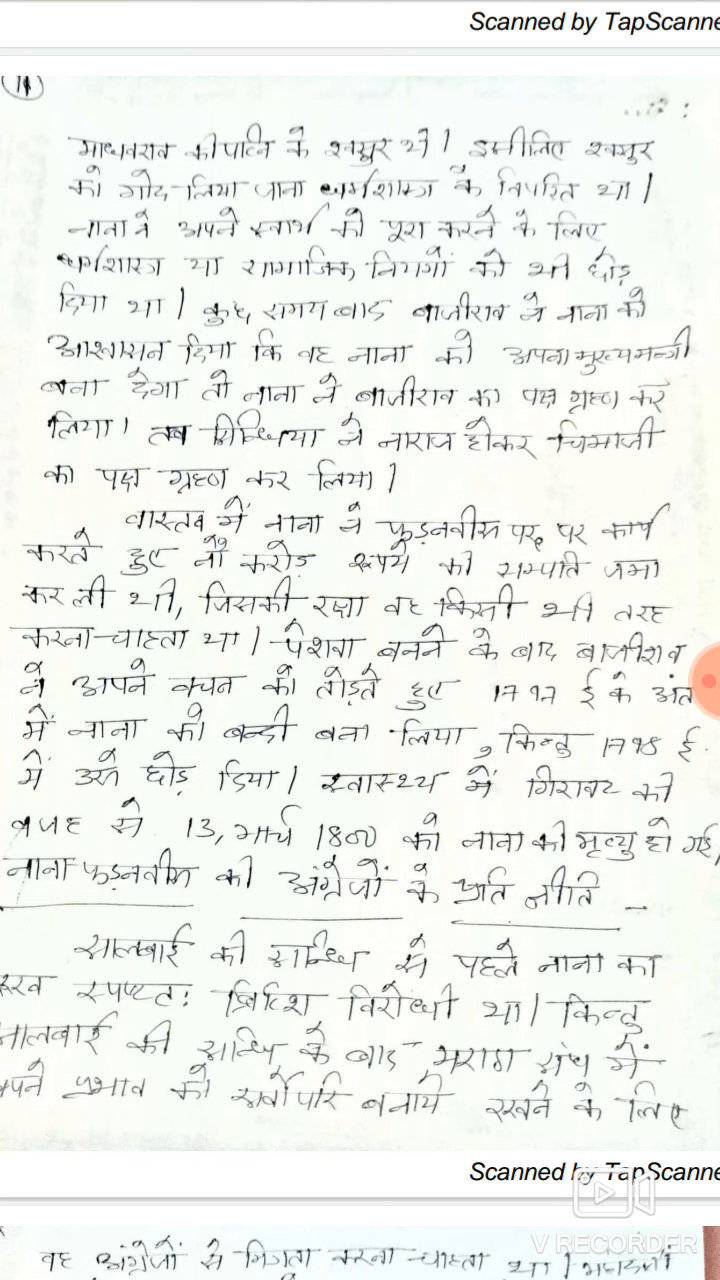 Scanned by TapScanne
11
माधवराव की पत्नि के श्वसुर थे। इसीलिए श्वसुर
को गोद लिया जाना धर्मशास्त्र के विपरित था।
नाना ने अपने स्वार्थ को पूरा करने के लिए
धर्मशास्त्र या सामाजिक नियमों को भी छोड़
दिया था। कुछ समय बाद बाजीराव ने नाना को
आश्वासन दिया कि वह नाना को अपना मुख्यमन्त्री
बना देगा तो नाना ने बाजीराव का पक्ष ग्रहण कर
लिया। तब सिन्धिया ने नाराज होकर चिमाजी
का पक्ष ग्रहण कर लिया।
वास्तव में नाना ने फड़नवीस पद पर कार्य
करते हुए नौ करोड़ रूपये की सम्पति जमा
कर ली थी, जिसकी रक्षा वह किसी भी तरह
करना चाहता था। पेशवा बनने के बाद बाजीराव
ने अपने वचन को तोड़ते हुए 1797 ई के अंत
में नाना को बन्दी बना लिया, किन्तु 1798 ई.
में उसे छोड़ दिया। स्वास्थ्य में गिरावट की
वजह से 13, मार्च 1800 को नाना की मृत्यु हो गई,
नाना फड़नवीस की अंग्रेजों के प्रति नीति —
सालबाई की सन्धि से पहले नाना का
रूख स्पष्टत: ब्रिटिश विरोधी था। किन्तु
सालबाई की सन्धि के बाद मराठा संघ में
अपने प्रभाव को सर्वोपरि बनाये रखने के लिए
Scanned by TapScanne
V RECORDER
वह अंग्रेजों से मित्रता करना चाहता था।